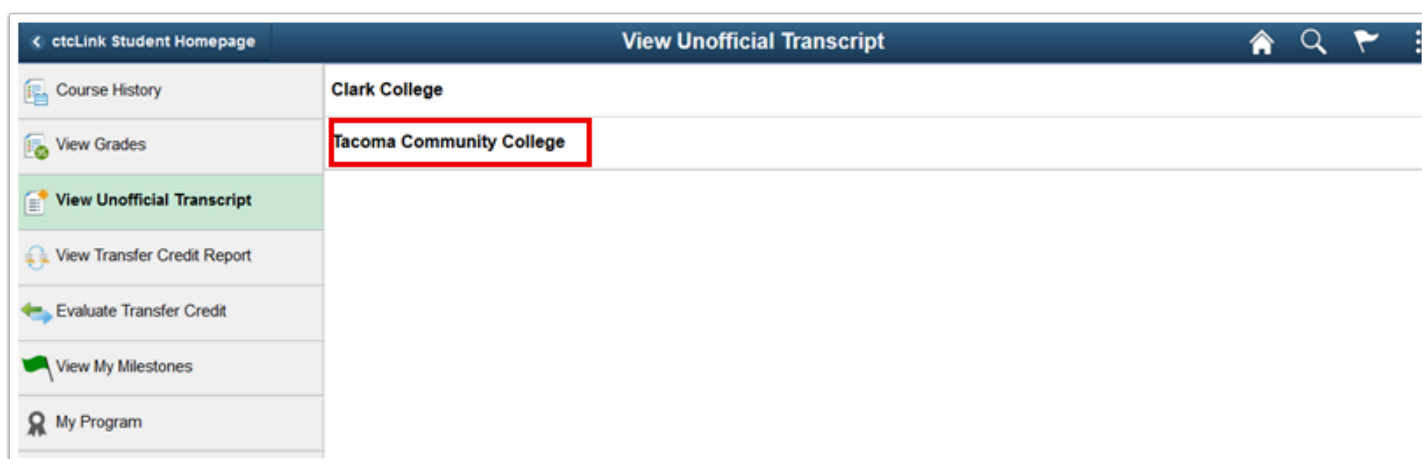 ctcLink Student Homepage
View Unofficial Transcript
Course History
View Grades
View Unofficial Transcript
View Transfer Credit Report
Evaluate Transfer Credit
View My Milestones
My Program
Clark College
Tacoma Community College